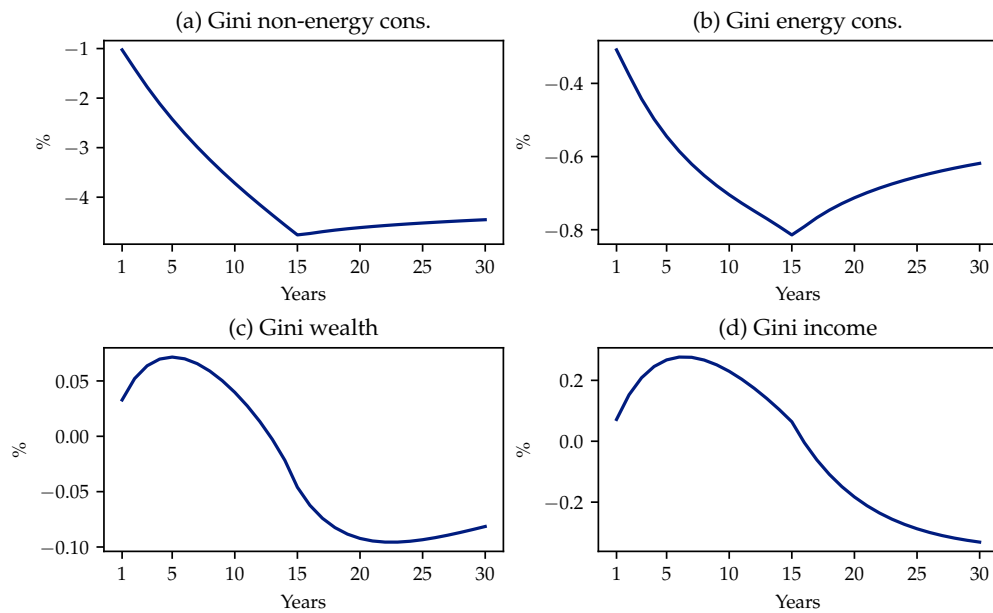 (a) Gini non-energy cons.
−1
−2
−3
−4
%
1 5 10 15 20 25 30
Years
(b) Gini energy cons.
−0.4
−0.6
−0.8
%
1 5 10 15 20 25 30
Years
(c) Gini wealth
0.05
0.00
−0.05
−0.10
%
1 5 10 15 20 25 30
Years
(d) Gini income
0.2
0.0
−0.2
%
1 5 10 15 20 25 30
Years